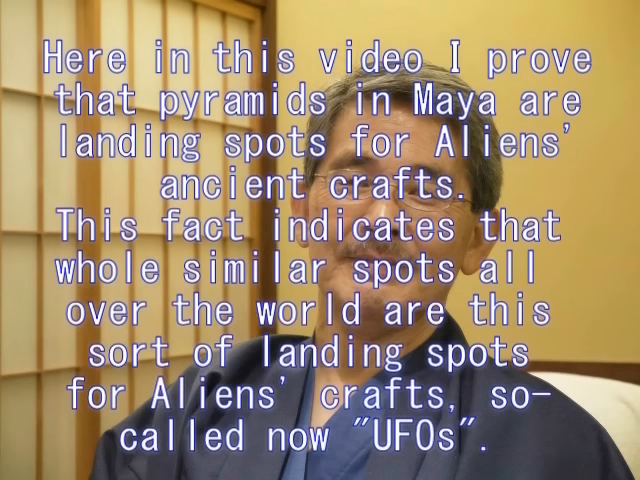 Here in this video I prove
that pyramids in Maya are
landing spots for Aliens'
ancient crafts.
This fact indicates that
whole similar spots all
over the world are this
sort of landing spots
for Aliens' crafts, so-
called now "UFOs".